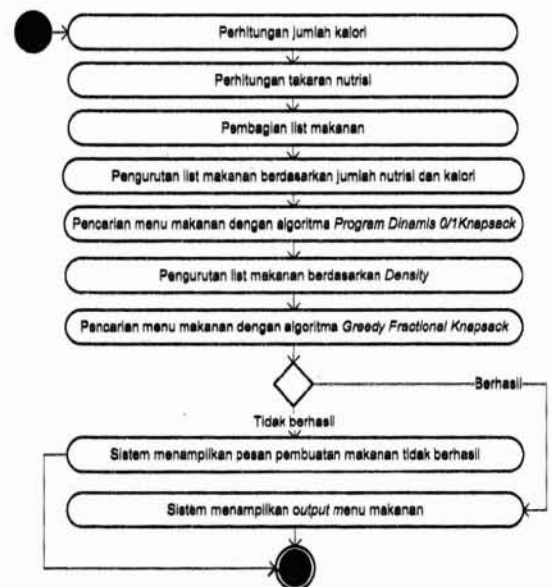 Perhitungan jumlah kalori
Perhitungan takaran nutrisi
Pembagian list makanan
Pengurutan list makanan berdasarkan jumlah nutrisi dan kalori
Pencarian menu makanan dengan algoritma Program Dinamis 0/1Knapsack
Pengurutan list makanan berdasarkan Density
Pencarian menu makanan dengan algoritma Greedy Fractional Knapsack
Berhasil
Tidak berhasil
Sistem menampilkan pesan pembuatan makanan tidak berhasil
Sistem menampilkan output menu makanan